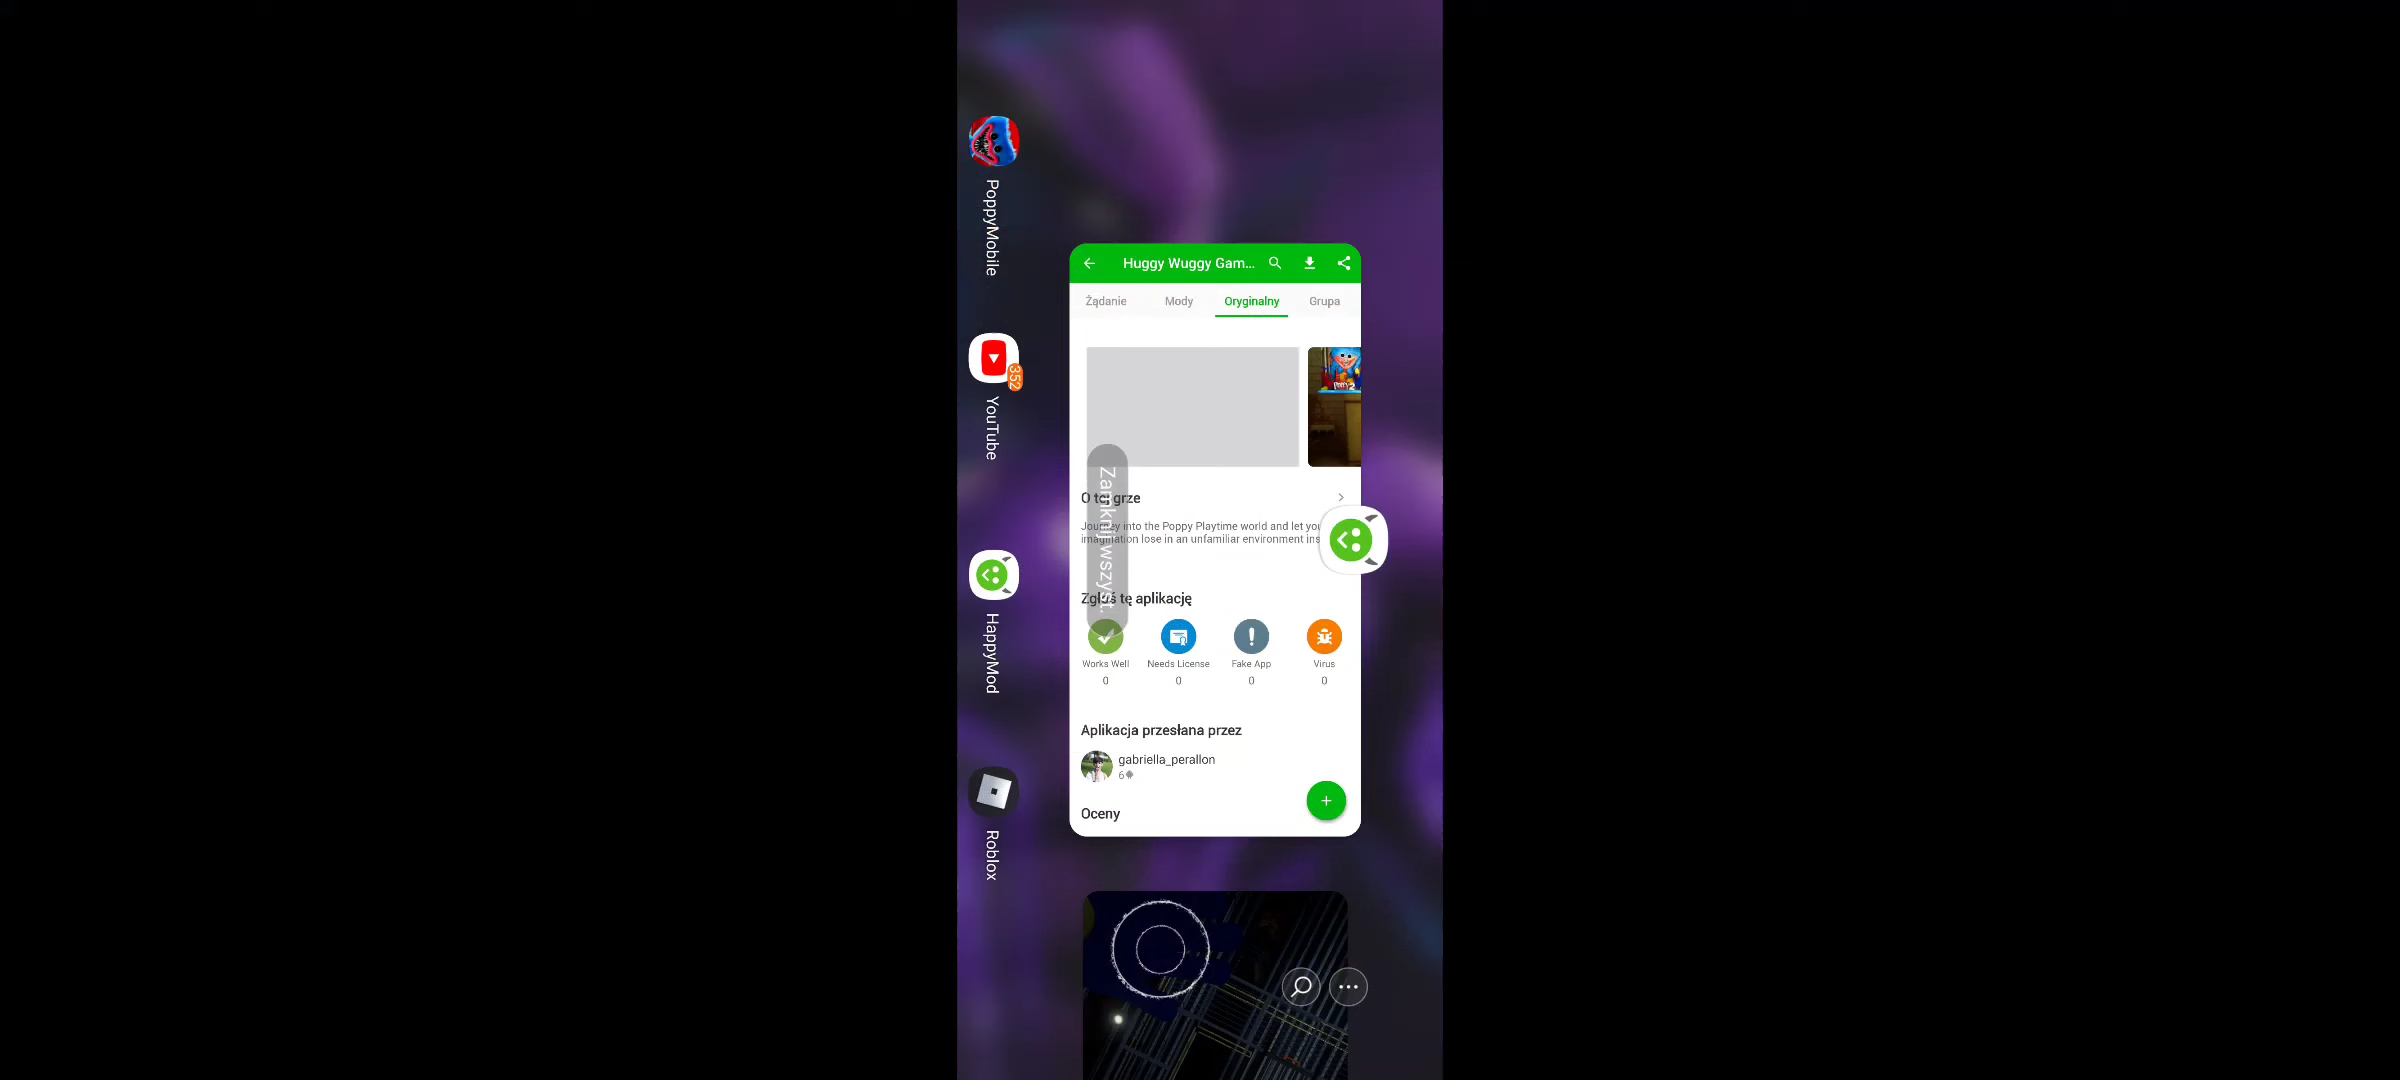 PoppyMobile
YouTube
352
HappyMod
Roblox
Huggy Wuggy Gam...
Żądanie
Mody
Oryginalny
Grupa
O tej grze
Journey into the Poppy Playtime world and let you
imagination lose in an unfamiliar environment ins
Zamknij wszyst.
Zgłoś tę aplikację
Works Well
Needs License
Fake App
Virus
0
0
0
0
Aplikacja przesłana przez
gabriella_perallon
6
Oceny